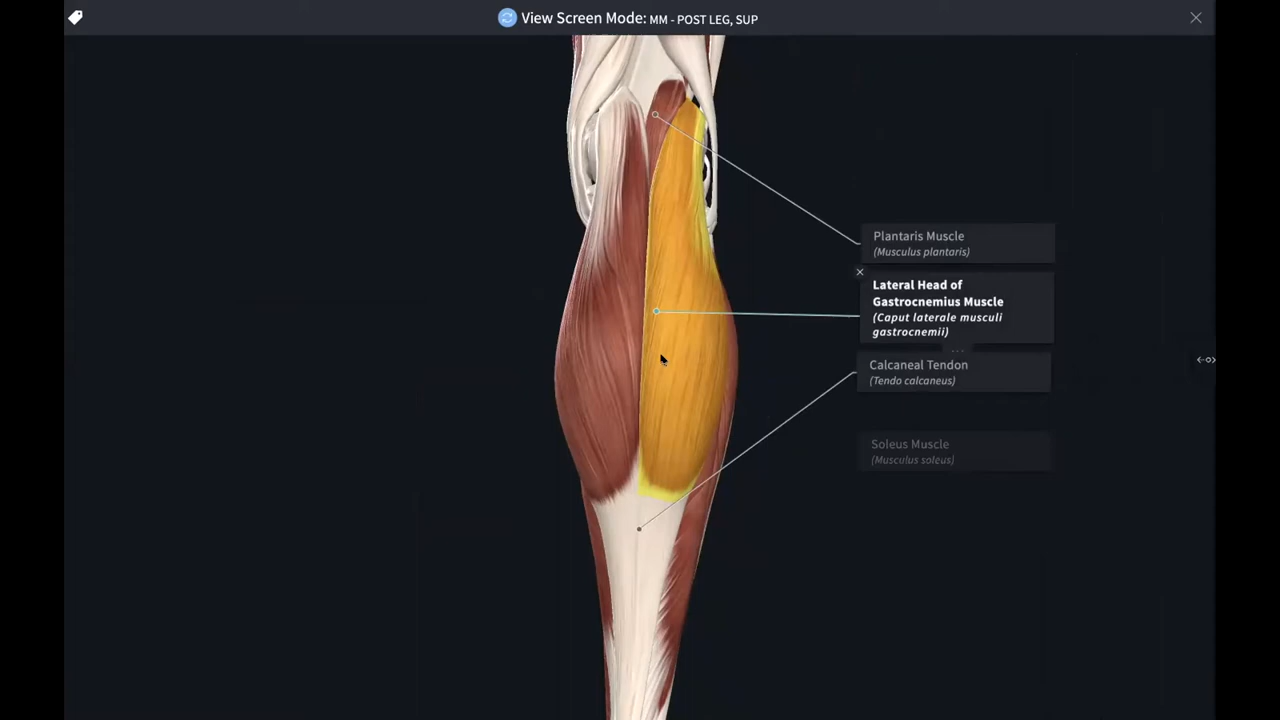 View Screen Mode: MM - POST LEG, SUP
Plantaris Muscle
(Musculus plantaris)
Lateral Head of
Gastrocnemius Muscle
(Caput laterale musculi
gastrocnemii)
Calcaneal Tendon
(Tendo calcaneus)
Soleus Muscle
(Musculus soleus)